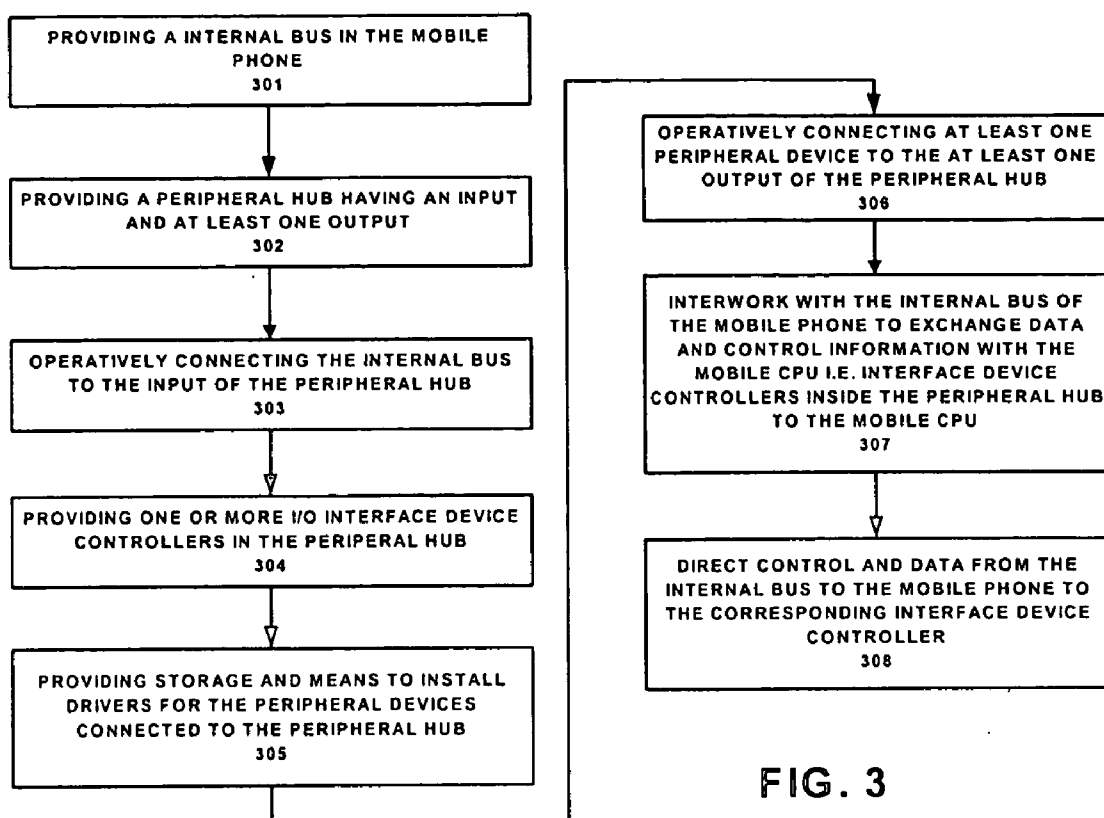 PROVIDING A INTERNAL BUS IN THE MOBILE
PHONE
301
PROVIDING A PERIPHERAL HUB HAVING AN INPUT
AND AT LEAST ONE OUTPUT
302
OPERATIVELY CONNECTING THE INTERNAL BUS
TO THE INPUT OF THE PERIPHERAL HUB
303
PROVIDING ONE OR MORE I/O INTERFACE DEVICE
CONTROLLERS IN THE PERIPERAL HUB
304
PROVIDING STORAGE AND MEANS TO INSTALL
DRIVERS FOR THE PERIPHERAL DEVICES
CONNECTED TO THE PERIPHERAL HUB
305
OPERATIVELY CONNECTING AT LEAST ONE
PERIPHERAL DEVICE TO THE AT LEAST ONE
OUTPUT OF THE PERIPHERAL HUB
306
INTERWORK WITH THE INTERNAL BUS OF
THE MOBILE PHONE TO EXCHANGE DATA
AND CONTROL INFORMATION WITH THE
MOBILE CPU I.E. INTERFACE DEVICE
CONTROLLERS INSIDE THE PERIPHERAL HUB
TO THE MOBILE CPU
307
DIRECT CONTROL AND DATA FROM THE
INTERNAL BUS TO THE MOBILE PHONE TO
THE CORRESPONDING INTERFACE DEVICE
CONTROLLER
308
FIG. 3